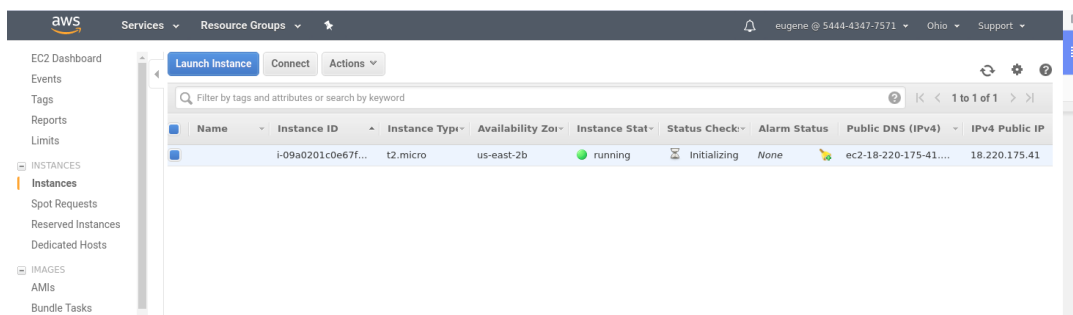 aws Services Resource Groups eugene @ 5444-4347-7571 Ohio Support
EC2 Dashboard
Events
Tags
Reports
Limits
INSTANCES
Instances
Spot Requests
Reserved Instances
Dedicated Hosts
IMAGES
AMIs
Bundle Tasks
Launch Instance Connect Actions
Filter by tags and attributes or search by keyword 1 to 1 of 1
Name Instance ID Instance Type Availability Zo Instance Stat Status Check Alarm Status Public DNS (IPv4) IPv4 Public IP
i-09a0201c0e67f... t2.micro us-east-2b running Initializing None ec2-18-220-175-41.... 18.220.175.41